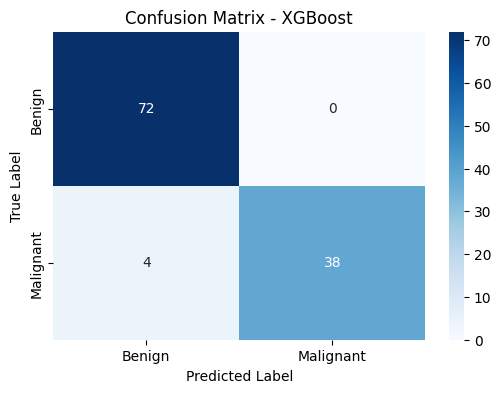 Confusion Matrix - XGBoost
True Label
Benign
Malignant
72
0
4
38
Benign
Malignant
Predicted Label
70
60
50
40
30
20
10
0